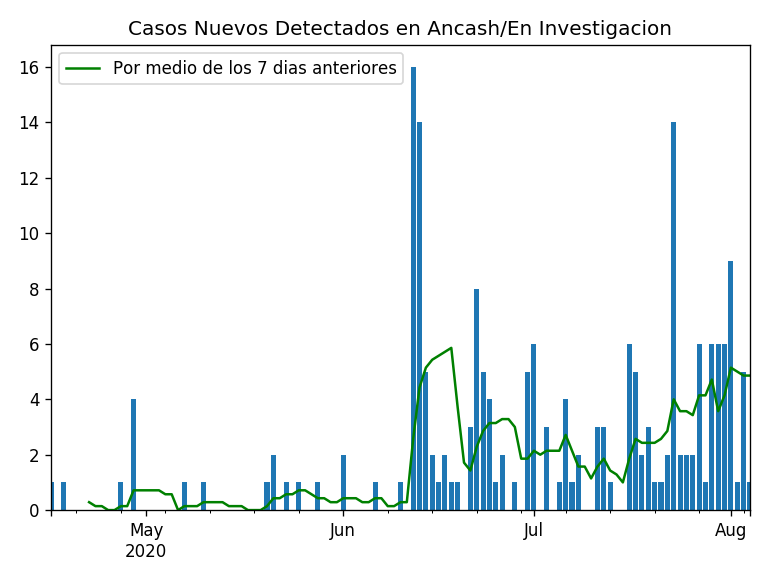 Casos Nuevos Detectados en Ancash/En Investigacion
Por medio de los 7 dias anteriores
16
14
12
10
8
6
4
2
0
May
2020
Jun
Jul
Aug